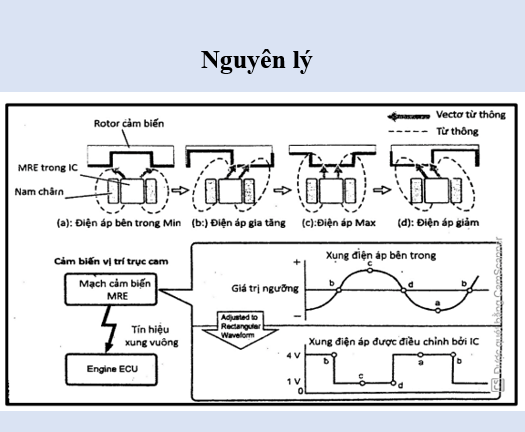 Nguyên lý
Vectơ từ thông
Từ thông
Rotor cảm biến
MRE trong IC
Nam châm
(a): Điện áp bên trong Min
(b:) Điện áp gia tăng
(c):Điện áp Max
(d): Điện áp giảm
Cảm biến vị trí trục cam
Mạch cảm biến
MRE
Tín hiệu
xung vuông
Engine ECU
Xung điện áp bên trong
Giá trị ngưỡng
+
−
b
c
d
a
b
Adjusted to
Rectangular
Waveform
Xung điện áp được điều chỉnh bởi IC
4 V
1 V
0
b
c
d
a
b
Được quét bằng CamScanner